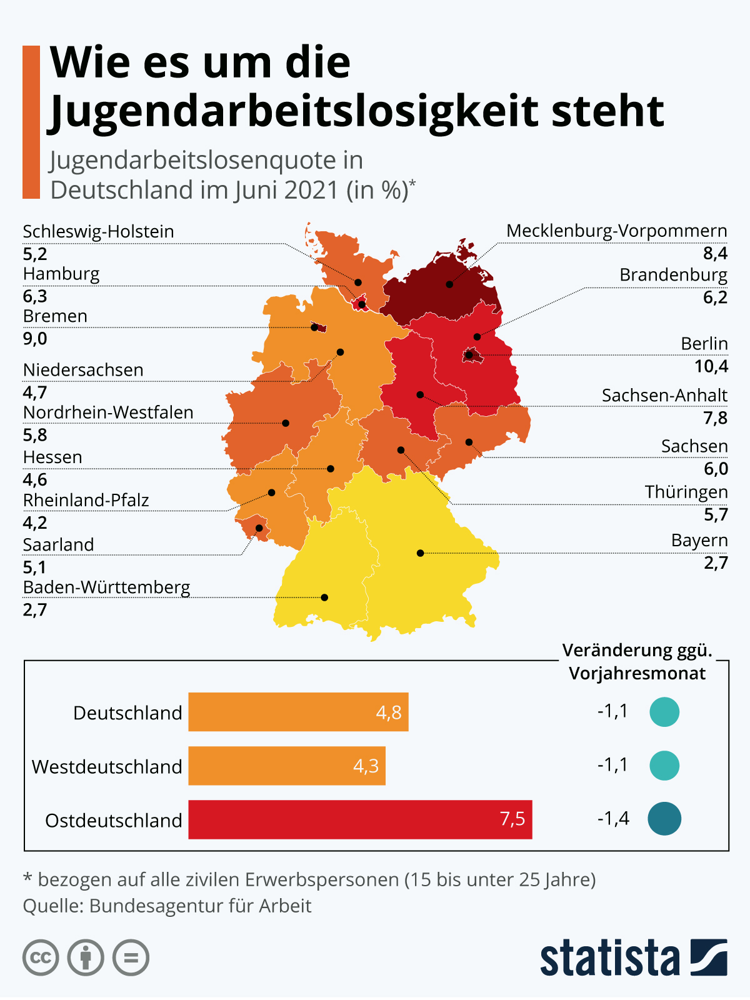 Wie es um die
Jugendarbeitslosigkeit steht
Jugendarbeitslosenquote in
Deutschland im Juni 2021 (in %)*
Schleswig-Holstein
5,2
Hamburg
6,3
Bremen
9,0
Niedersachsen
4,7
Nordrhein-Westfalen
5,8
Hessen
4,6
Rheinland-Pfalz
4,2
Saarland
5,1
Baden-Württemberg
2,7
Mecklenburg-Vorpommern
8,4
Brandenburg
6,2
Berlin
10,4
Sachsen-Anhalt
7,8
Sachsen
6,0
Thüringen
5,7
Bayern
2,7
Veränderung ggü.
Vorjahresmonat
Deutschland 4,8 -1,1
Westdeutschland 4,3 -1,1
Ostdeutschland 7,5 -1,4
* bezogen auf alle zivilen Erwerbspersonen (15 bis unter 25 Jahre)
Quelle: Bundesagentur für Arbeit
cc = statista